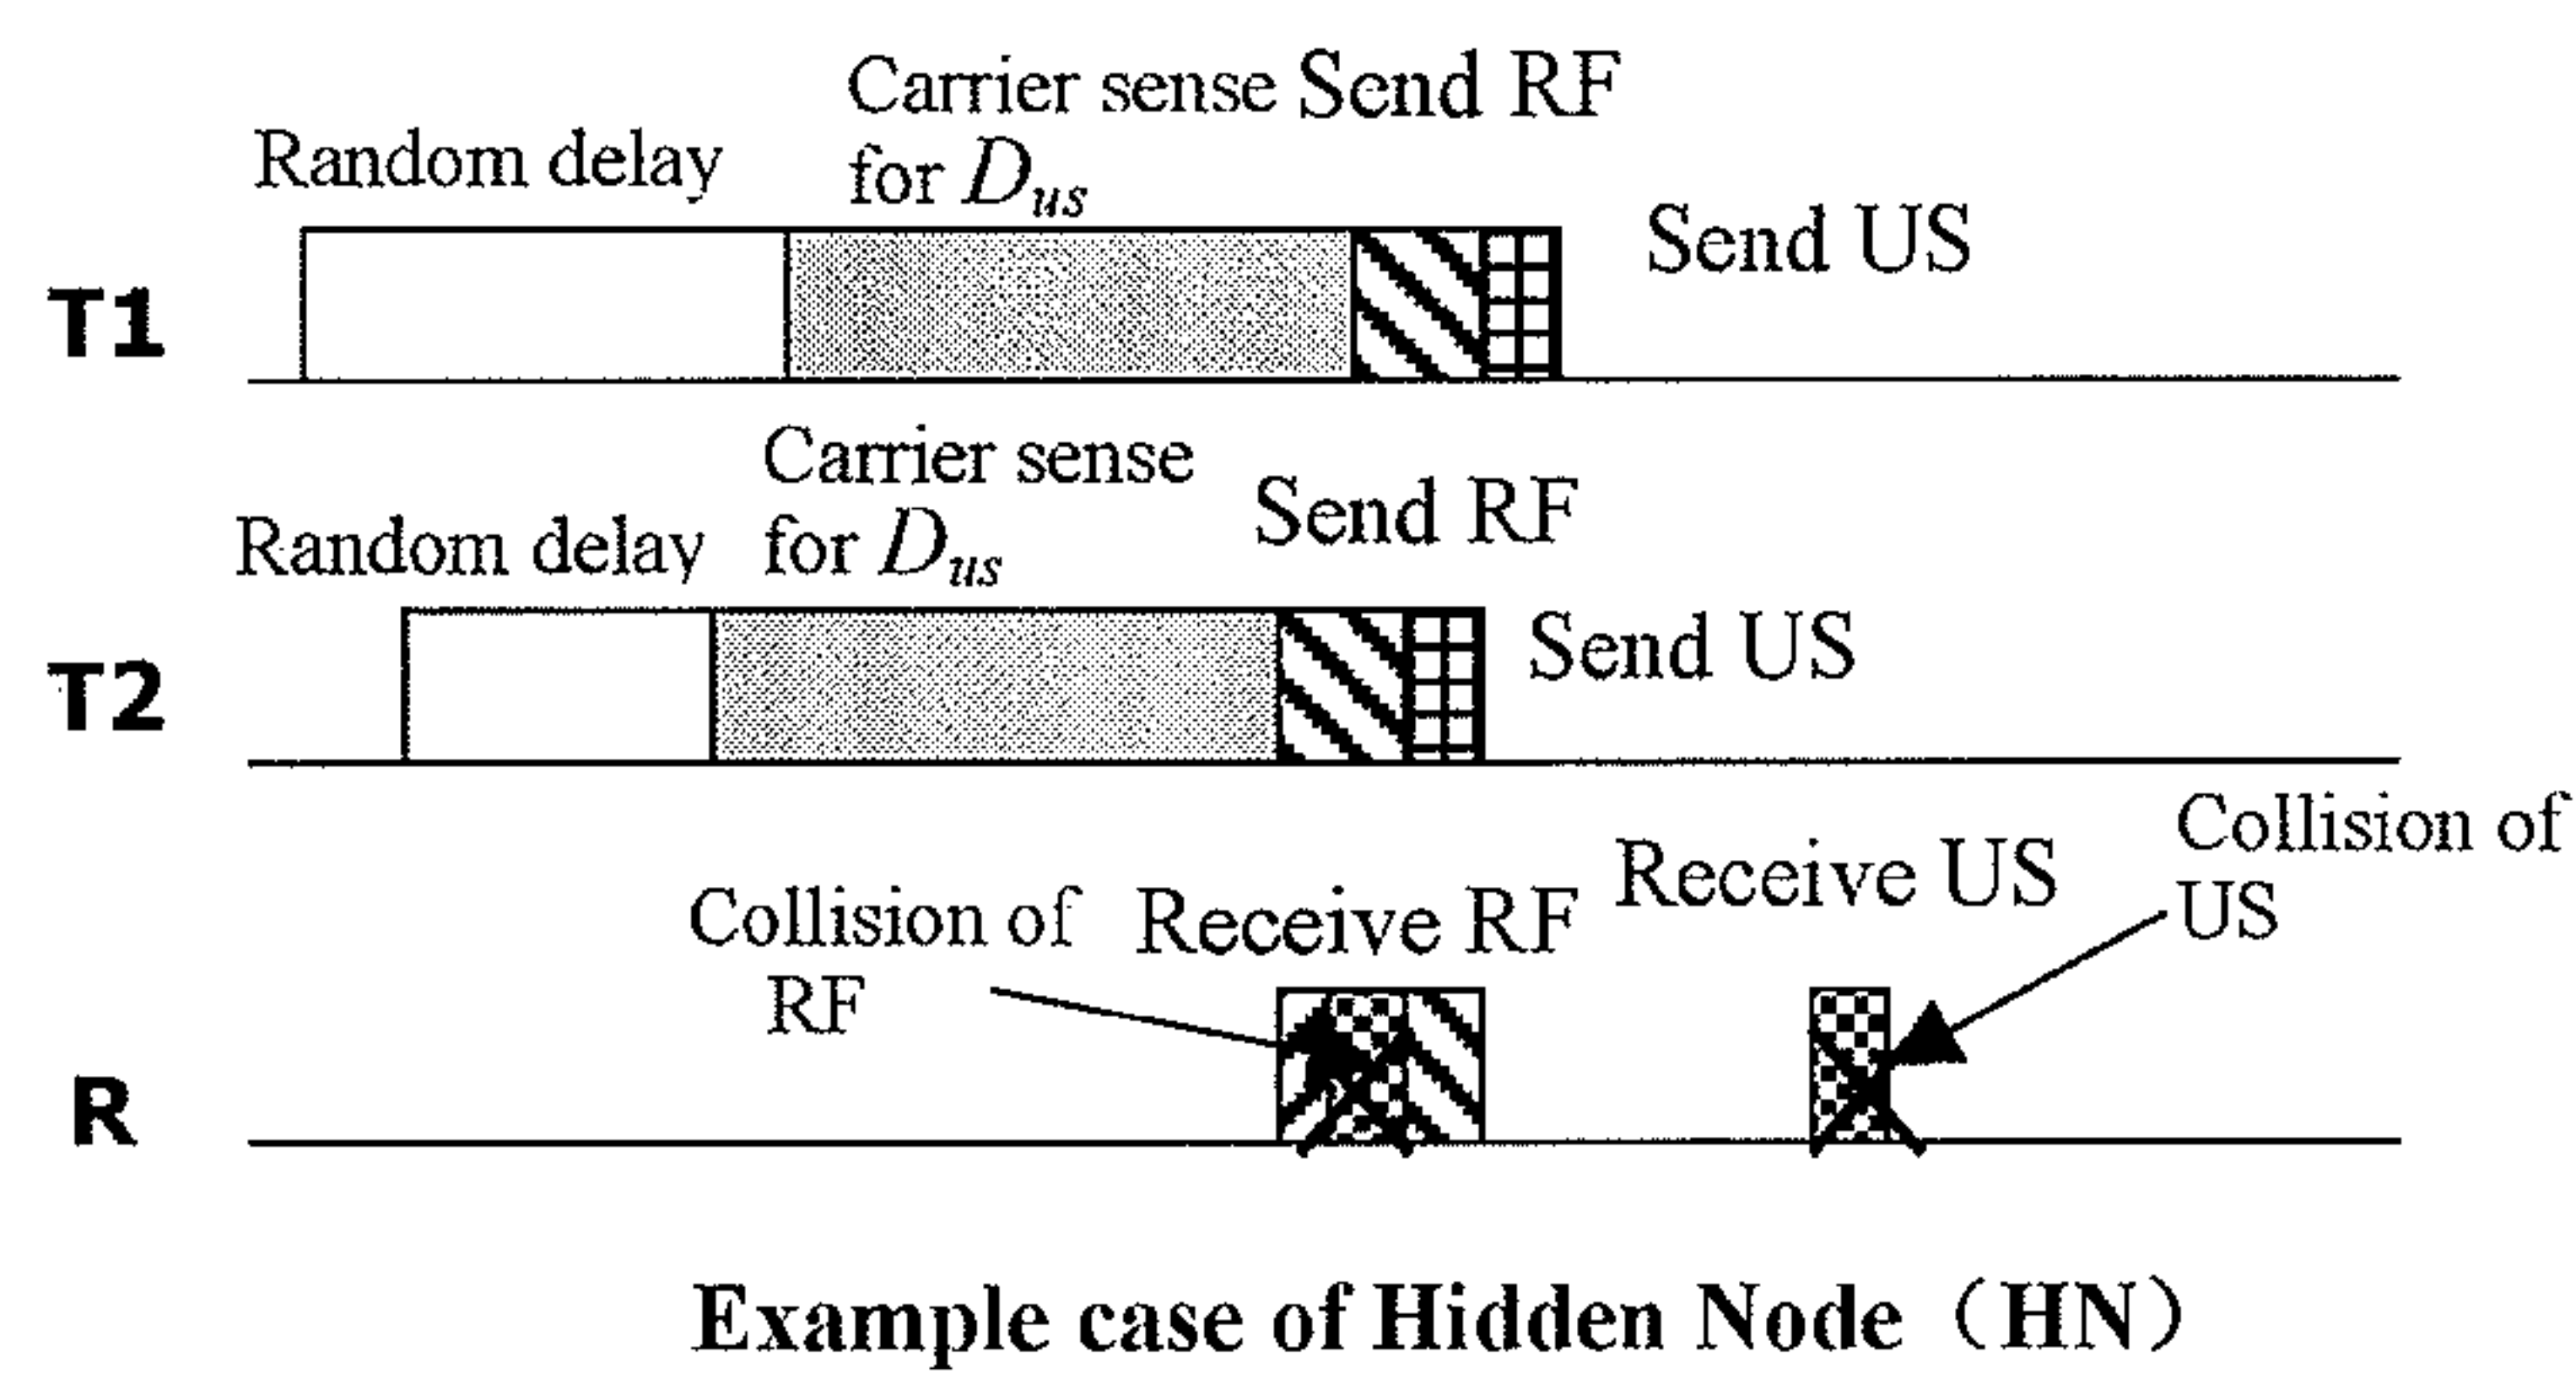 Carrier sense Send RF
Random delay for Dus
Send US
T1
Carrier sense
Send RF
Random delay for Dus
Send US
T2
Collision of
Receive US US
Collision of Receive RF
RF
R
Example case of Hidden Node（HN）